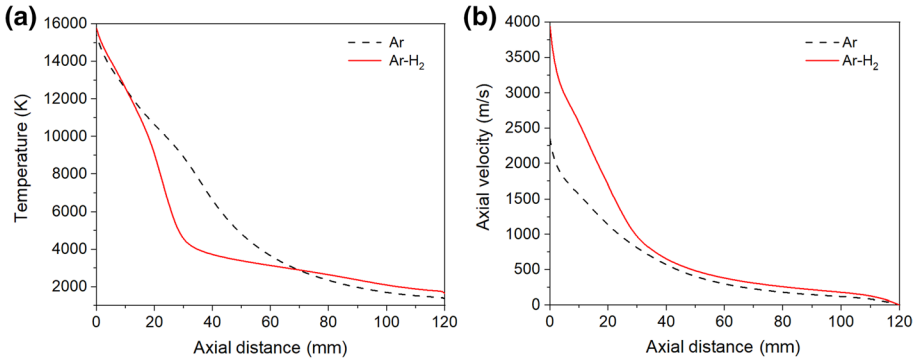 (a)
16000
14000
12000
10000
8000
6000
4000
2000
Temperature (K)
Ar
Ar-H₂
0 20 40 60 80 100 120
Axial distance (mm)
(b)
4000
3500
3000
2500
2000
1500
1000
500
0
Axial velocity (m/s)
Ar
Ar-H₂
0 20 40 60 80 100 120
Axial distance (mm)